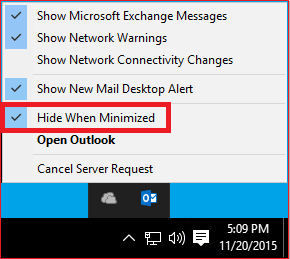 Show Microsoft Exchange Messages
Show Network Warnings
Show Network Connectivity Changes
Show New Mail Desktop Alert
Hide When Minimized
Open Outlook
Cancel Server Request
5:09 PM
11/20/2015